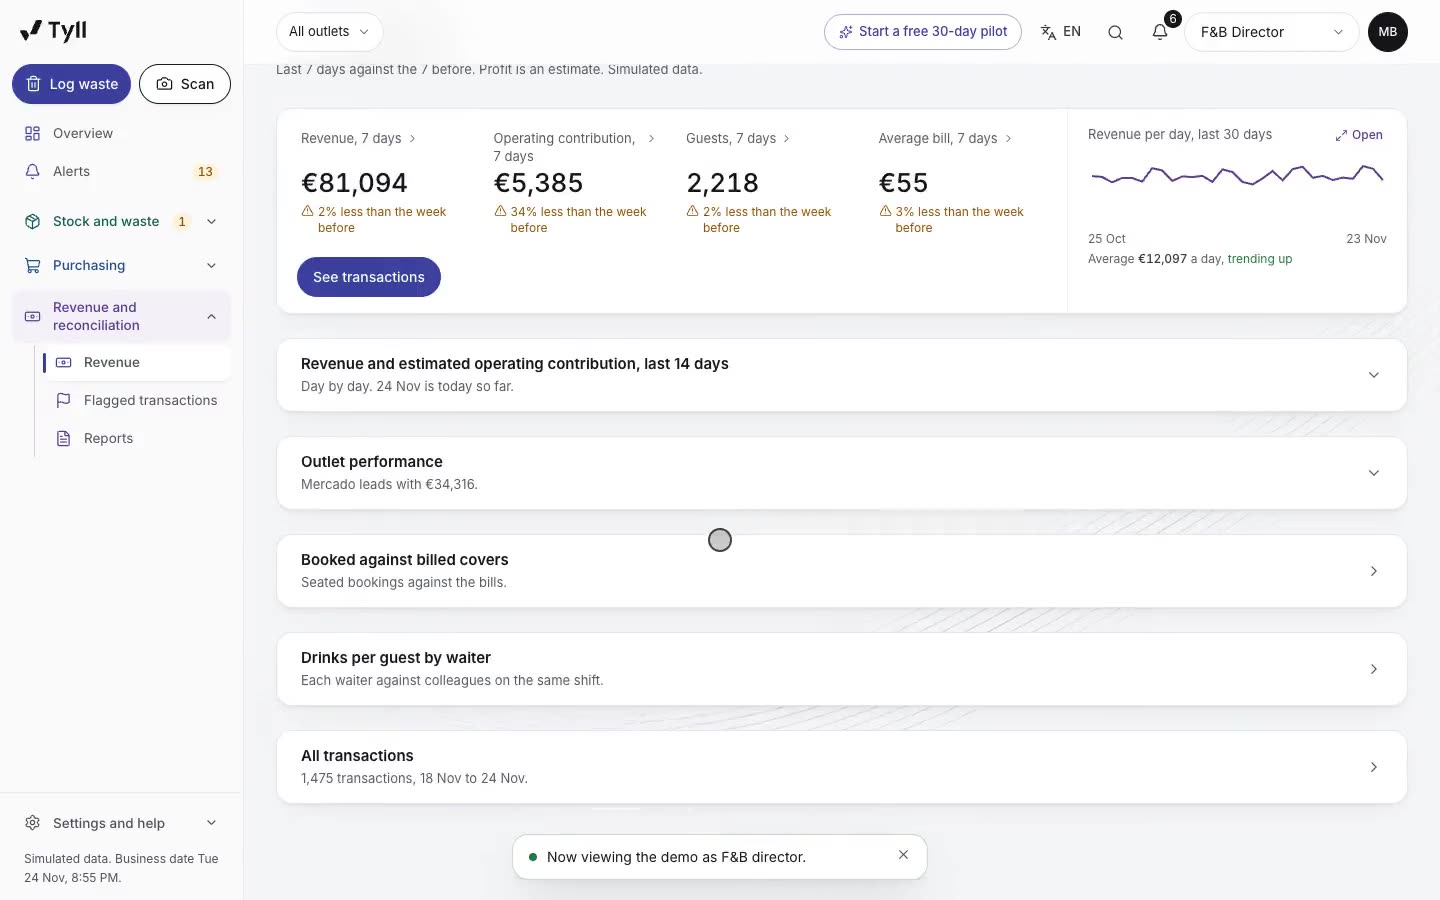 Tyll
All outlets
Start a free 30-day pilot
EN
6
F&B Director
MB
Log waste
Scan
Overview
Alerts
13
Stock and waste
1
Purchasing
Revenue and
reconciliation
Revenue
Flagged transactions
Reports
Settings and help
Simulated data. Business date Tue
24 Nov, 8:55 PM.
Last 7 days against the 7 before. Profit is an estimate. Simulated data.
Revenue, 7 days
€81,094
2% less than the week
before
Operating contribution,
7 days
€5,385
34% less than the week
before
Guests, 7 days
2,218
2% less than the week
before
Average bill, 7 days
€55
3% less than the week
before
See transactions
Revenue per day, last 30 days
Open
25 Oct
23 Nov
Average €12,097 a day, trending up
Revenue and estimated operating contribution, last 14 days
Day by day. 24 Nov is today so far.
Outlet performance
Mercado leads with €34,316.
Booked against billed covers
Seated bookings against the bills.
Drinks per guest by waiter
Each waiter against colleagues on the same shift.
All transactions
1,475 transactions, 18 Nov to 24 Nov.
Now viewing the demo as F&B director.